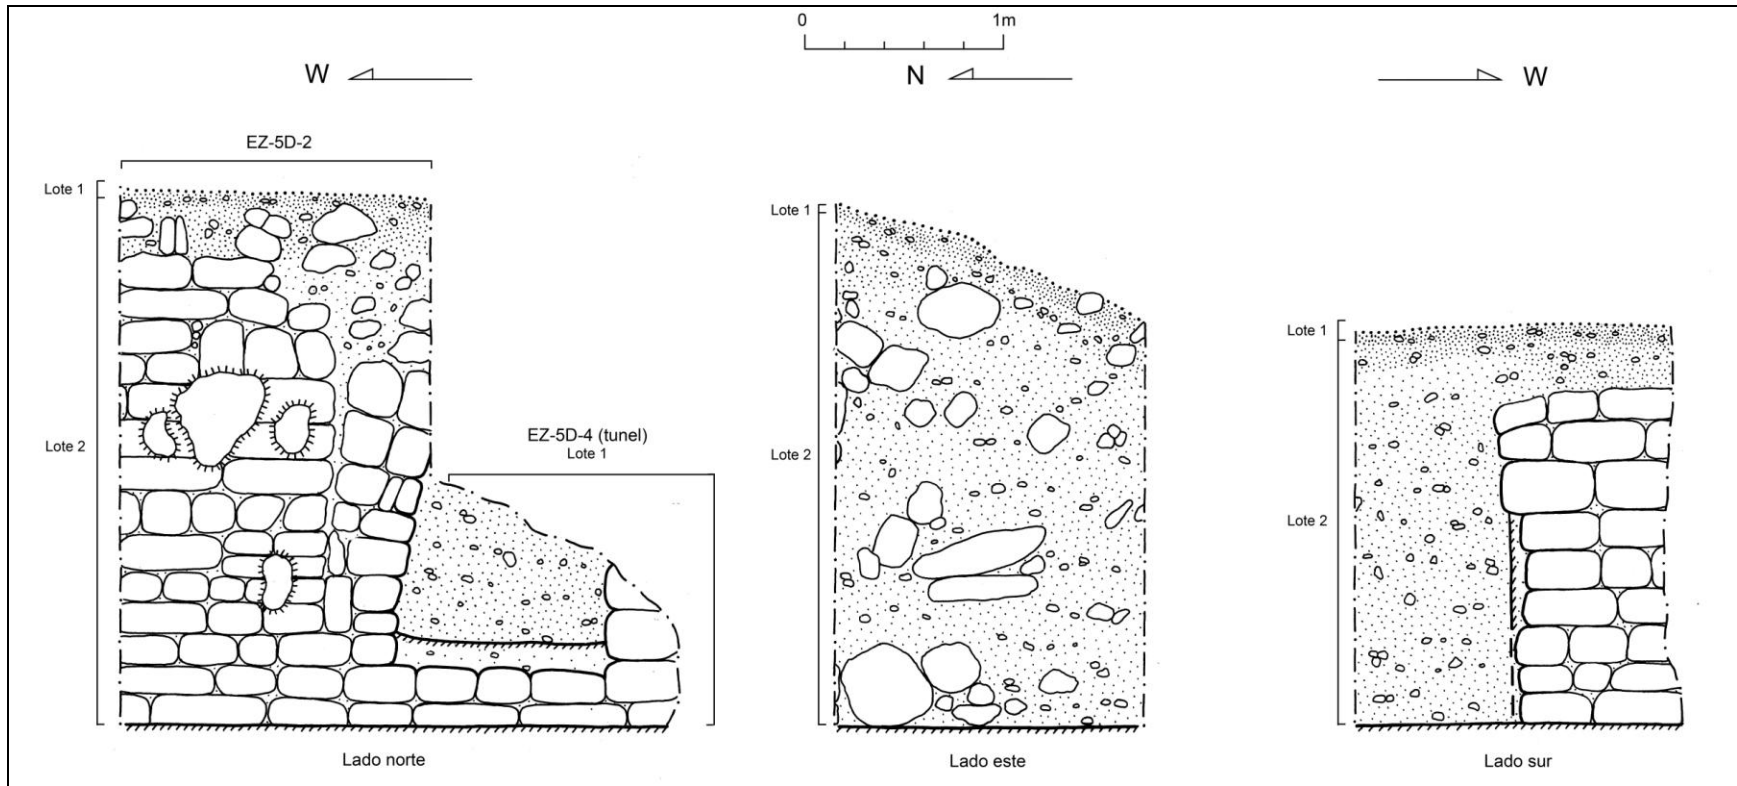 0 1m
W
N
W
EZ-5D-2
Lote 1
Lote 2
EZ-5D-4 (tunel)
Lote 1
Lado norte
Lote 1
Lote 2
Lado este
Lote 1
Lote 2
Lado sur